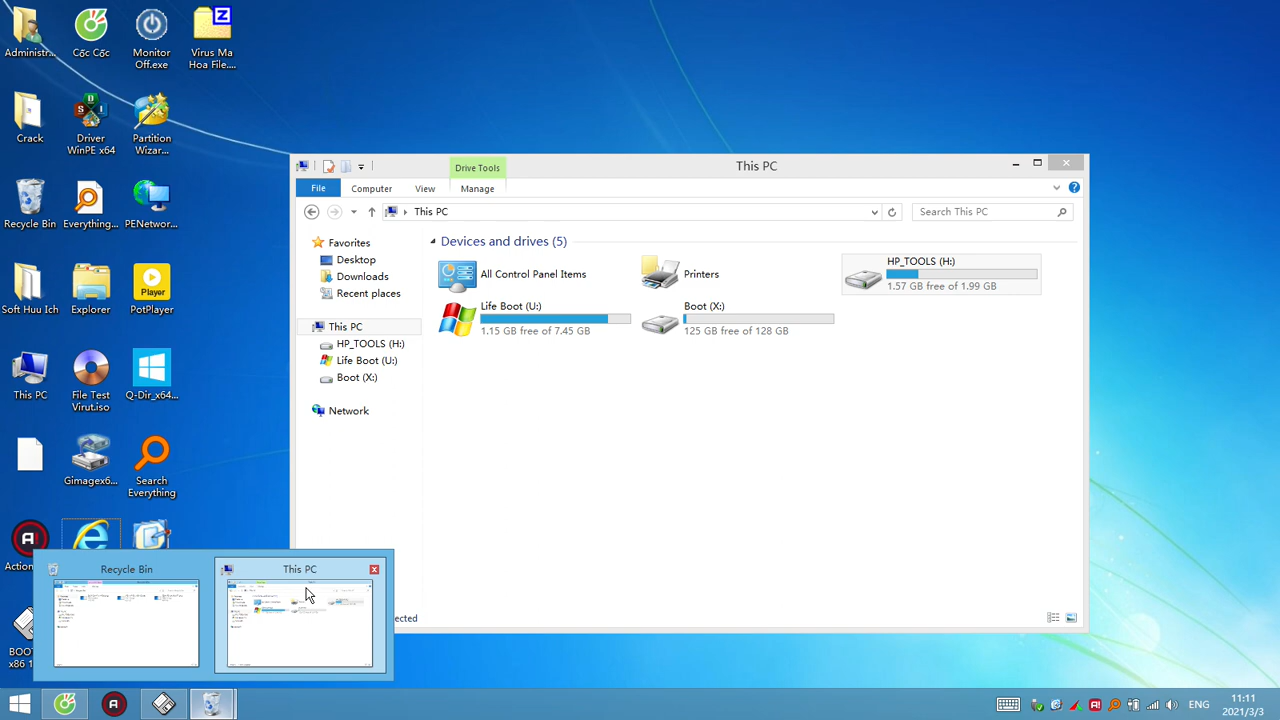 Administr...
Cốc Cốc
Monitor
Off.exe
Virus Ma
Hoa File....
Crack
Driver
WinPE x64
Partition
Wizar...
Recycle Bin
Everything...
PENetwor...
Soft Huu Ich
Explorer
PotPlayer
Player
This PC
File Test
Virut.iso
Q-Dir_x64...
Gimagex6...
Search
Everything
Action
BOO
x86 1
Drive Tools
This PC
File
Computer
View
Manage
This PC
Search This PC
Favorites
Desktop
Downloads
Recent places
This PC
HP_TOOLS (H:)
Life Boot (U:)
Boot (X:)
Network
Devices and drives (5)
All Control Panel Items
Printers
HP_TOOLS (H:)
1.57 GB free of 1.99 GB
Life Boot (U:)
1.15 GB free of 7.45 GB
Boot (X:)
125 GB free of 128 GB
ected
Recycle Bin
This PC
ENG
11:11
2021/3/3